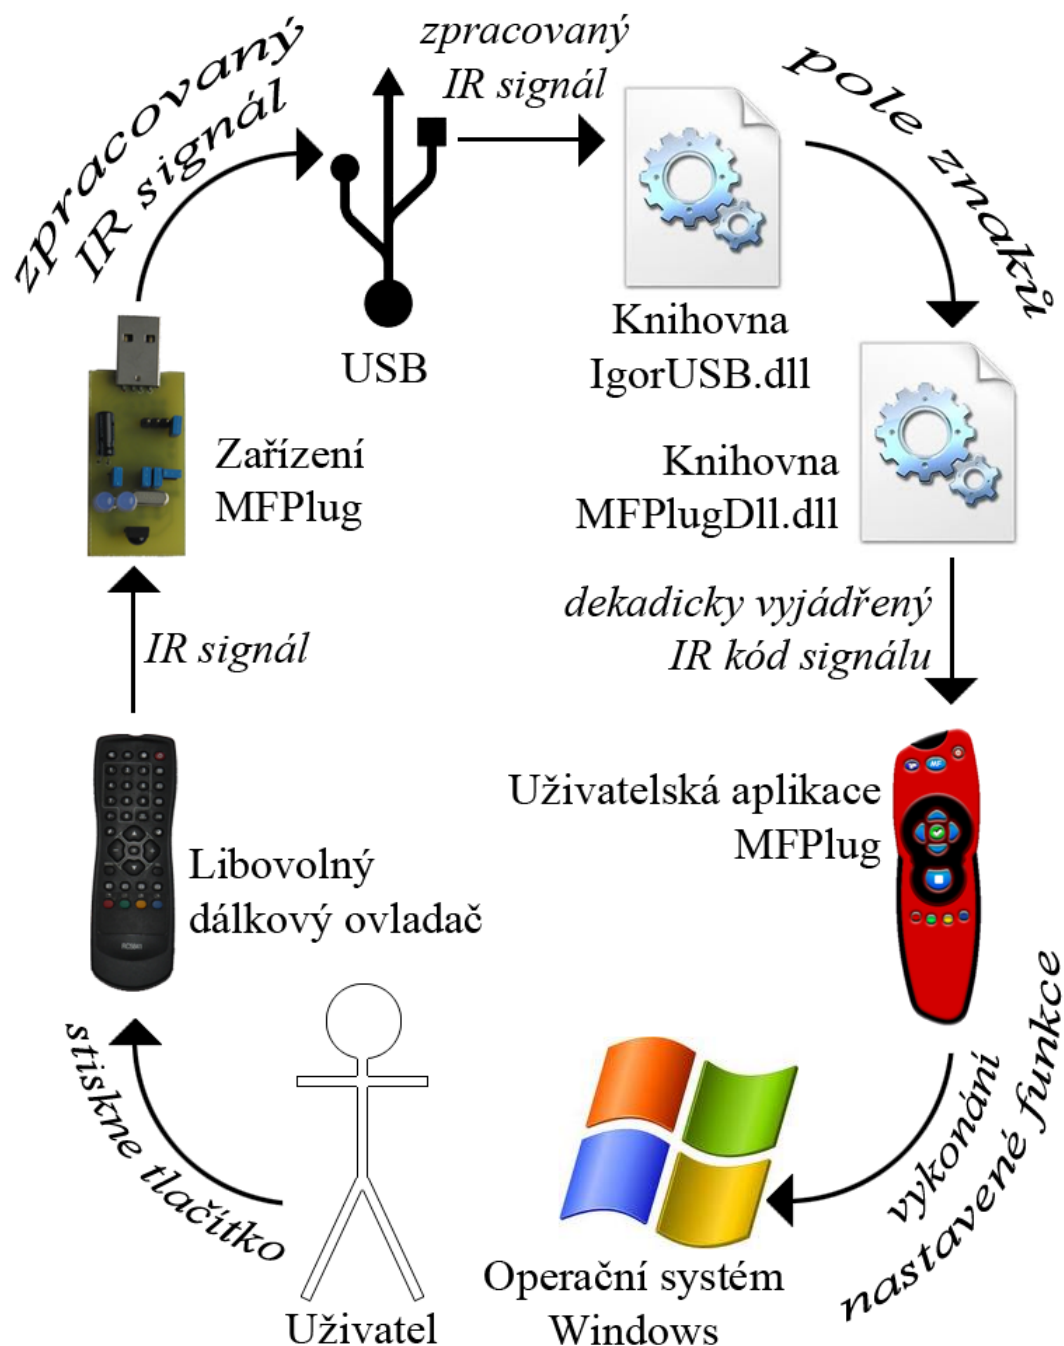 zpracovaný
IR signál
zpracovaný
IR signál
pole znaků
USB
Knihovna
IgorUSB.dll
Zařízení
MFPlug
Knihovna
MFPlugDll.dll
IR signál
dekadicky vyjádřený
IR kód signálu
MF
Uživatelská aplikace
MFPlug
Libovolný
dálkový ovladač
stiskne tlačítko
vykonání
nastavené funkce
Operační systém
Windows
Uživatel